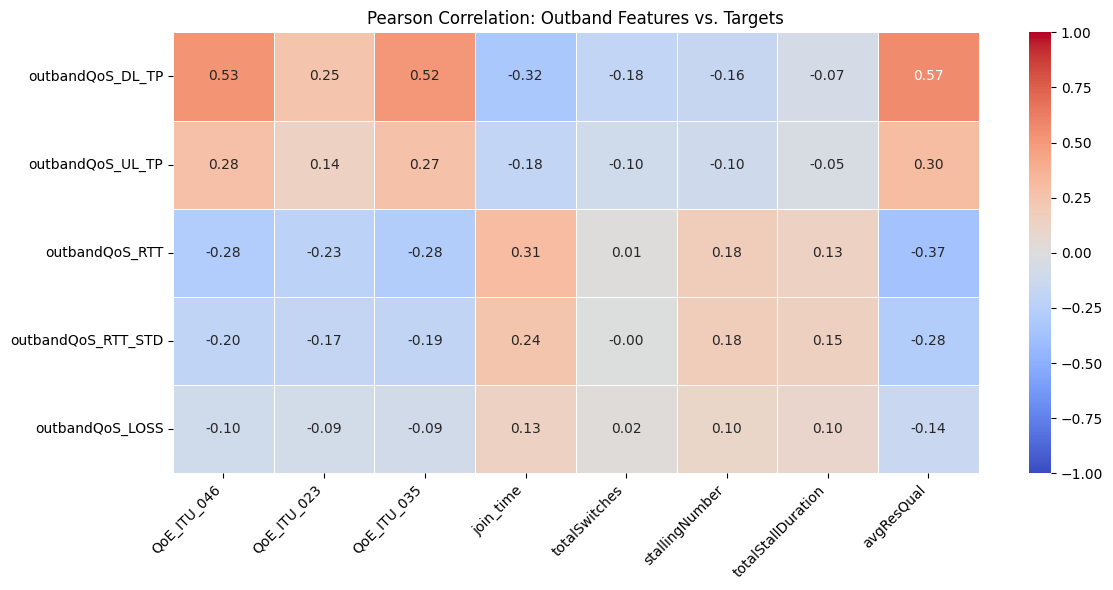 Pearson Correlation: Outband Features vs. Targets
outbandQoS_DL_TP 0.53 0.25 0.52 -0.32 -0.18 -0.16 -0.07 0.57
outbandQoS_UL_TP 0.28 0.14 0.27 -0.18 -0.10 -0.10 -0.05 0.30
outbandQoS_RTT -0.28 -0.23 -0.28 0.31 0.01 0.18 0.13 -0.37
outbandQoS_RTT_STD -0.20 -0.17 -0.19 0.24 -0.00 0.18 0.15 -0.28
outbandQoS_LOSS -0.10 -0.09 -0.09 0.13 0.02 0.10 0.10 -0.14
QoE_ITU_046
QoE_ITU_023
QoE_ITU_035
join_time
totalSwitches
stallingNumber
totalStallDuration
avgResQual
1.00
0.75
0.50
0.25
0.00
−0.25
−0.50
−0.75
−1.00